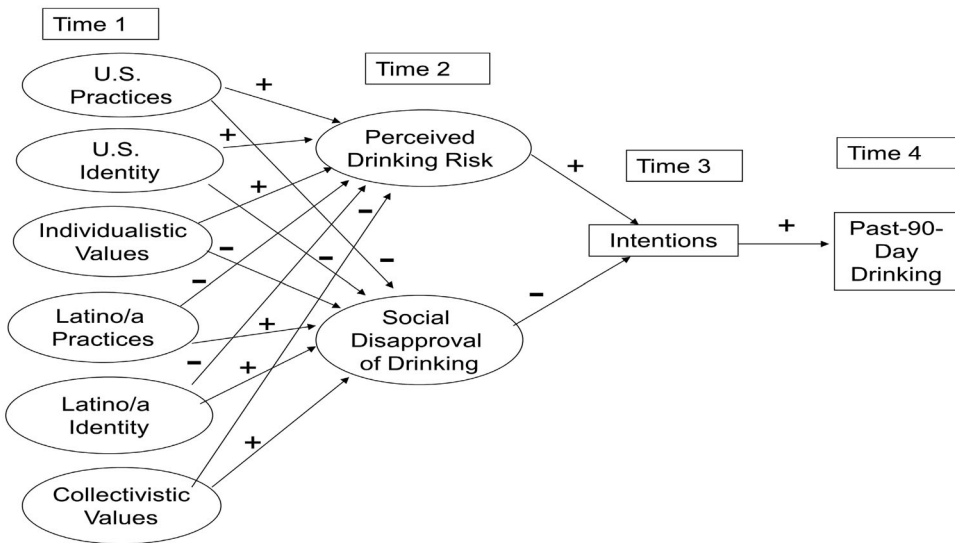 Time 1
U.S.
Practices
U.S.
Identity
Individualistic
Values
Latino/a
Practices
Latino/a
Identity
Collectivistic
Values
+
+
+
−
−
−
−
−
−
+
+
+
Time 2
Perceived
Drinking Risk
Social
Disapproval
of Drinking
+
−
Time 3
Intentions
+
Time 4
Past-90-
Day
Drinking